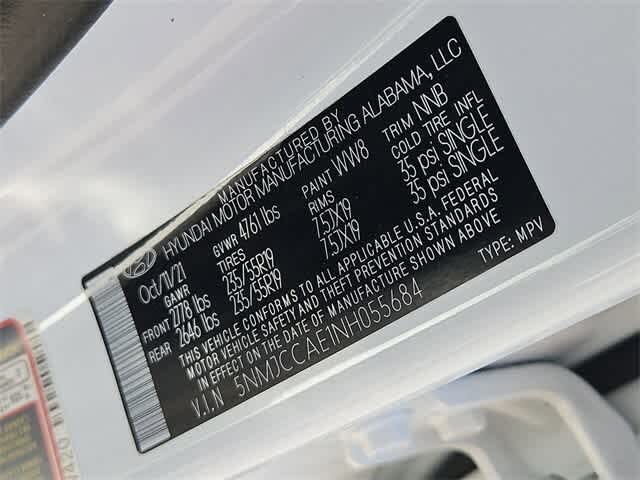 MANUFACTURED BY
HYUNDAI MOTOR MANUFACTURING ALABAMA, LLC
Oct/11/21 GVWR 4761 lbs PAINT WW8 TRIM NNB
GAWR TIRES RIMS COLD TIRE INFL
FRONT 2778 lbs 235/55R19 7.5JX19 35 psi SINGLE
REAR 2646 lbs 235/55R19 7.5JX19 35 psi SINGLE
THIS VEHICLE CONFORMS TO ALL APPLICABLE U.S.A. FEDERAL
MOTOR VEHICLE SAFETY AND THEFT PREVENTION STANDARDS
IN EFFECT ON THE DATE OF MANUFACTURE SHOWN ABOVE
V.I.N 5NMJCCAE1NH055684 TYPE: MPV